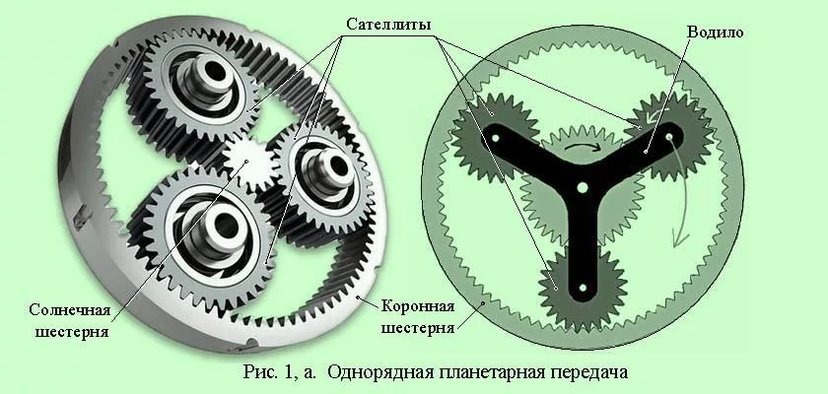 Сателлиты
Водило
Солнечная
шестерня
Коронная
шестерня
Рис. 1, а. Однорядная планетарная передача